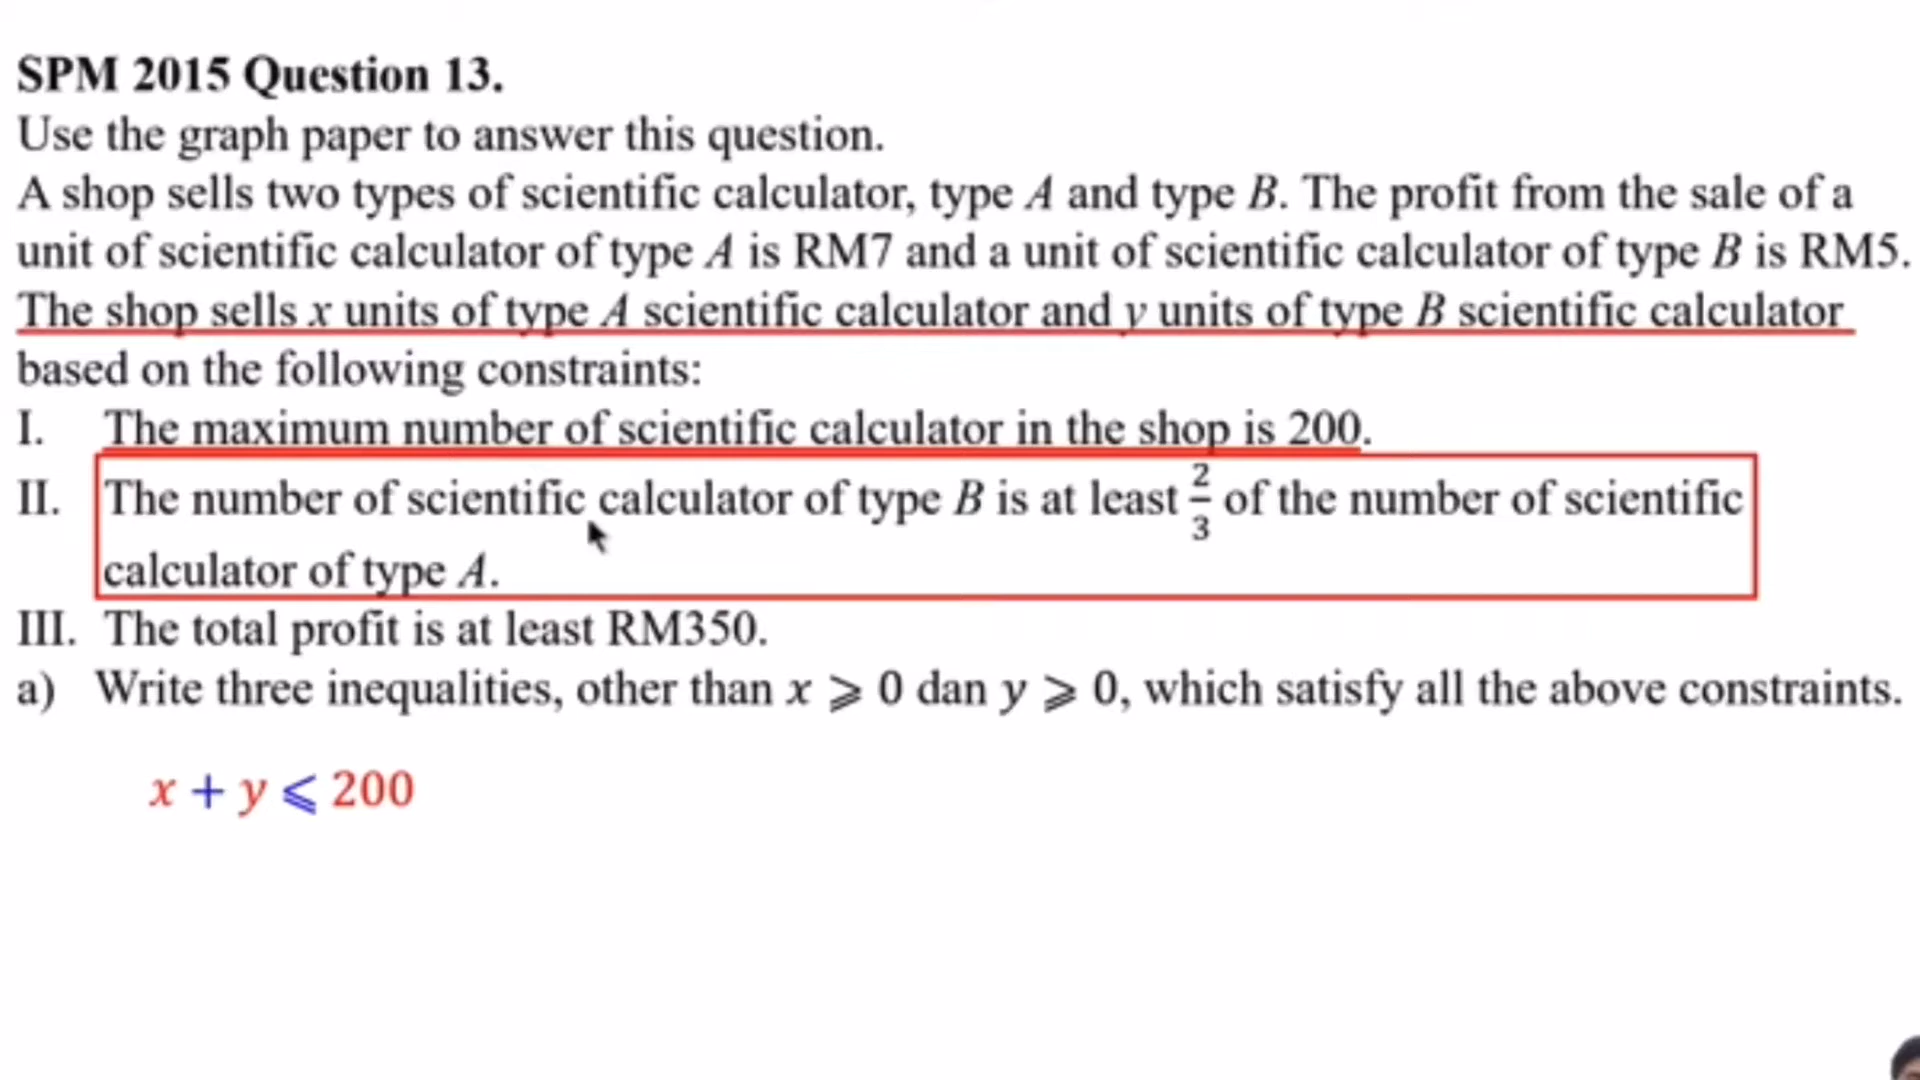 SPM 2015 Question 13.
Use the graph paper to answer this question.
A shop sells two types of scientific calculator, type A and type B. The profit from the sale of a
unit of scientific calculator of type A is RM7 and a unit of scientific calculator of type B is RM5.
The shop sells x units of type A scientific calculator and y units of type B scientific calculator
based on the following constraints:
I. The maximum number of scientific calculator in the shop is 200.
II. The number of scientific calculator of type B is at least 2/3 of the number of scientific
calculator of type A.
III. The total profit is at least RM350.
a) Write three inequalities, other than x ⩾ 0 dan y ⩾ 0, which satisfy all the above constraints.
x + y ⩽ 200